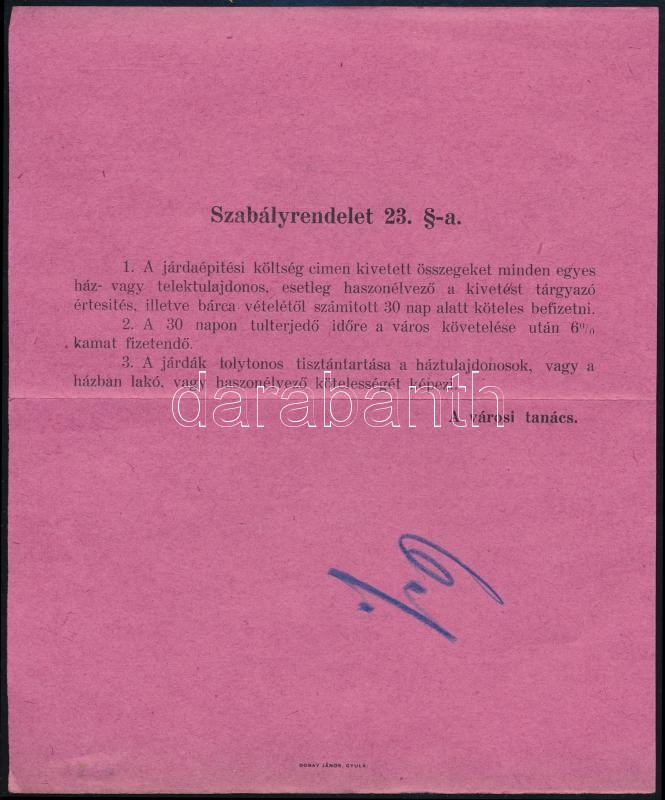 Szabályrendelet 23. §-a.
1. A járdaépitési költség cimen kivetett összegeket minden egyes
ház- vagy telektulajdonos, esetleg haszonélvező a kivetést tárgyazó
értesités, illetve bárca vételétől számitott 30 nap alatt köteles befizetni.
2. A 30 napon tulterjedő időre a város követelése után 6%
kamat fizetendő.
3. A járdák folytonos tisztántartása a háztulajdonosok, vagy a
házban lakó, vagy haszonélvező kötelességét képezi.
darabanth
A városi tanács.
DOBAY JÁNOS, GYULA.